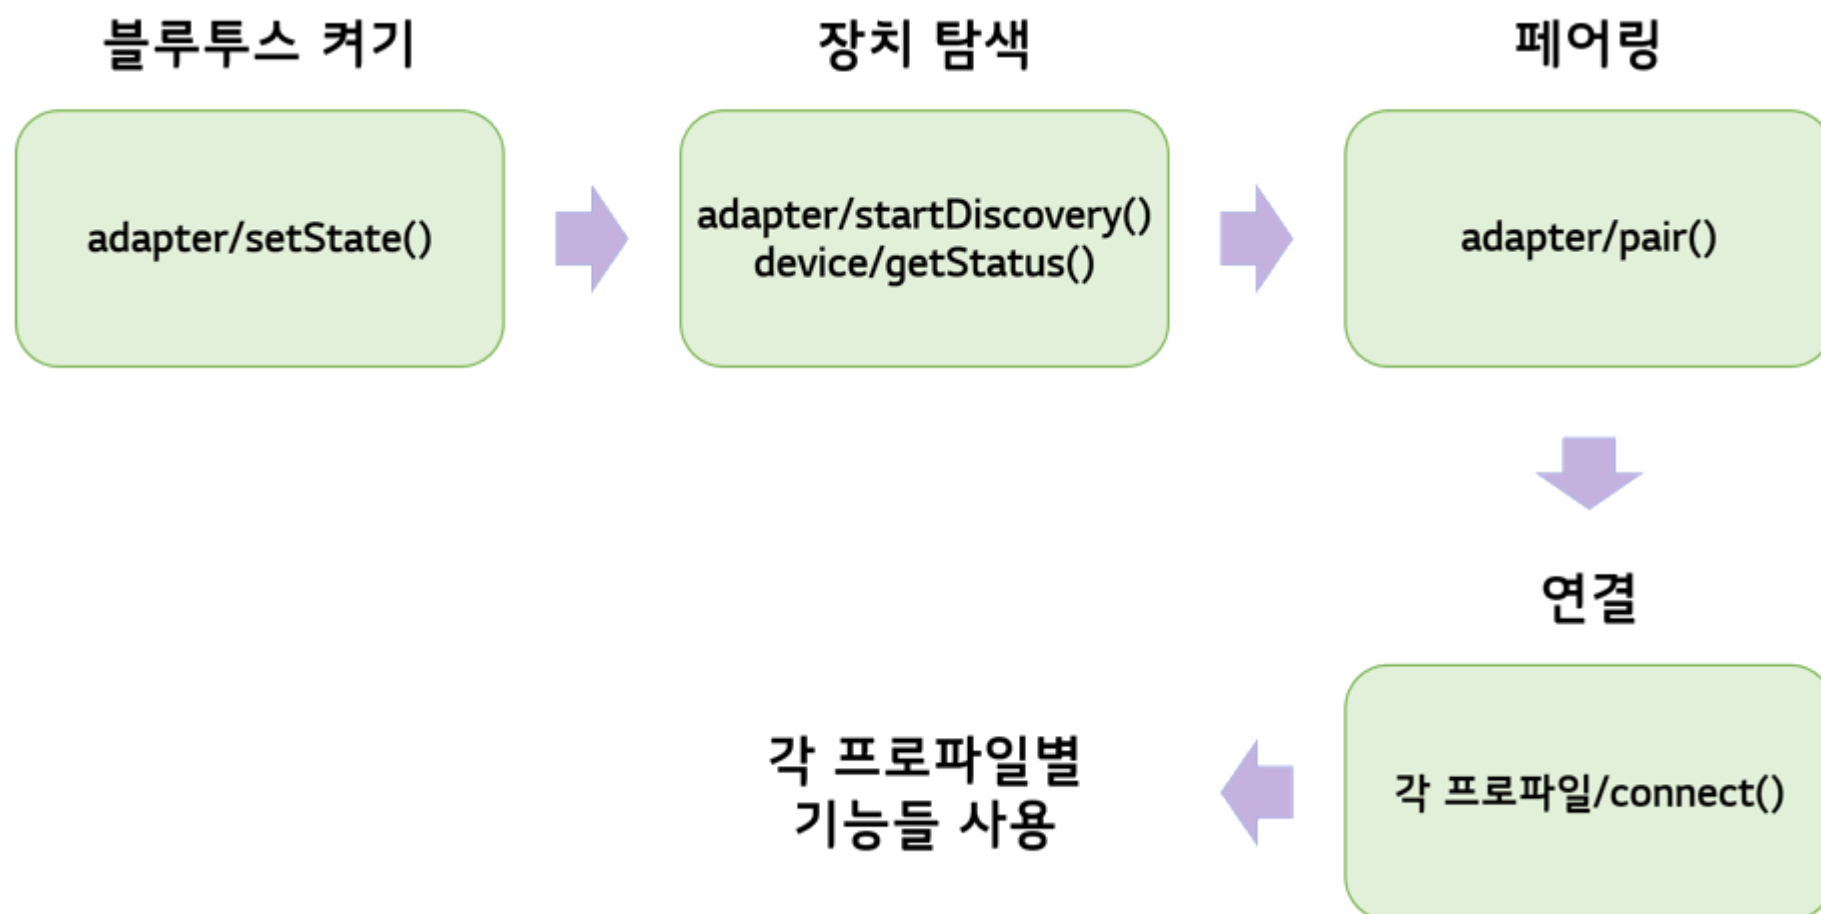 블루투스 켜기
adapter/setState()
장치 탐색
adapter/startDiscovery()
device/getStatus()
페어링
adapter/pair()
연결
각 프로파일/connect()
각 프로파일별
기능들 사용